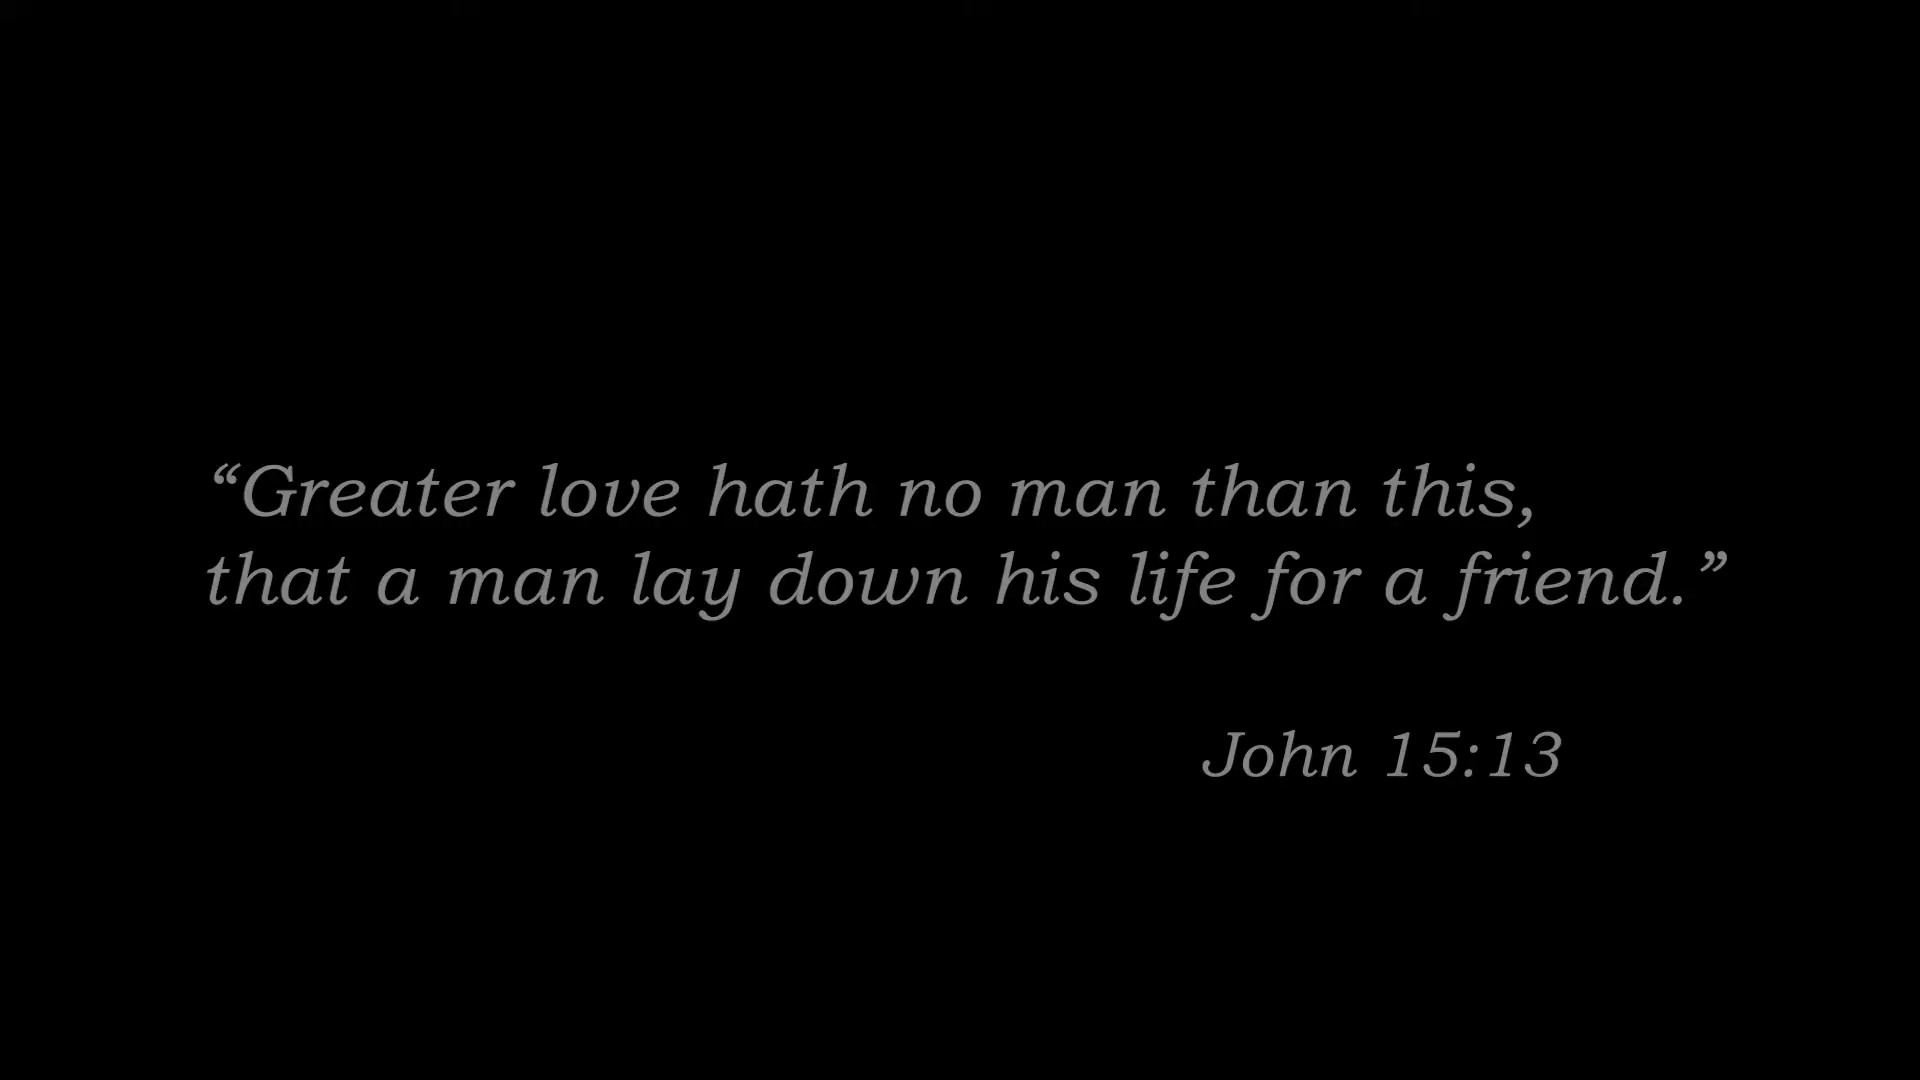 “Greater love hath no man than this,
that a man lay down his life for a friend.”
John 15:13